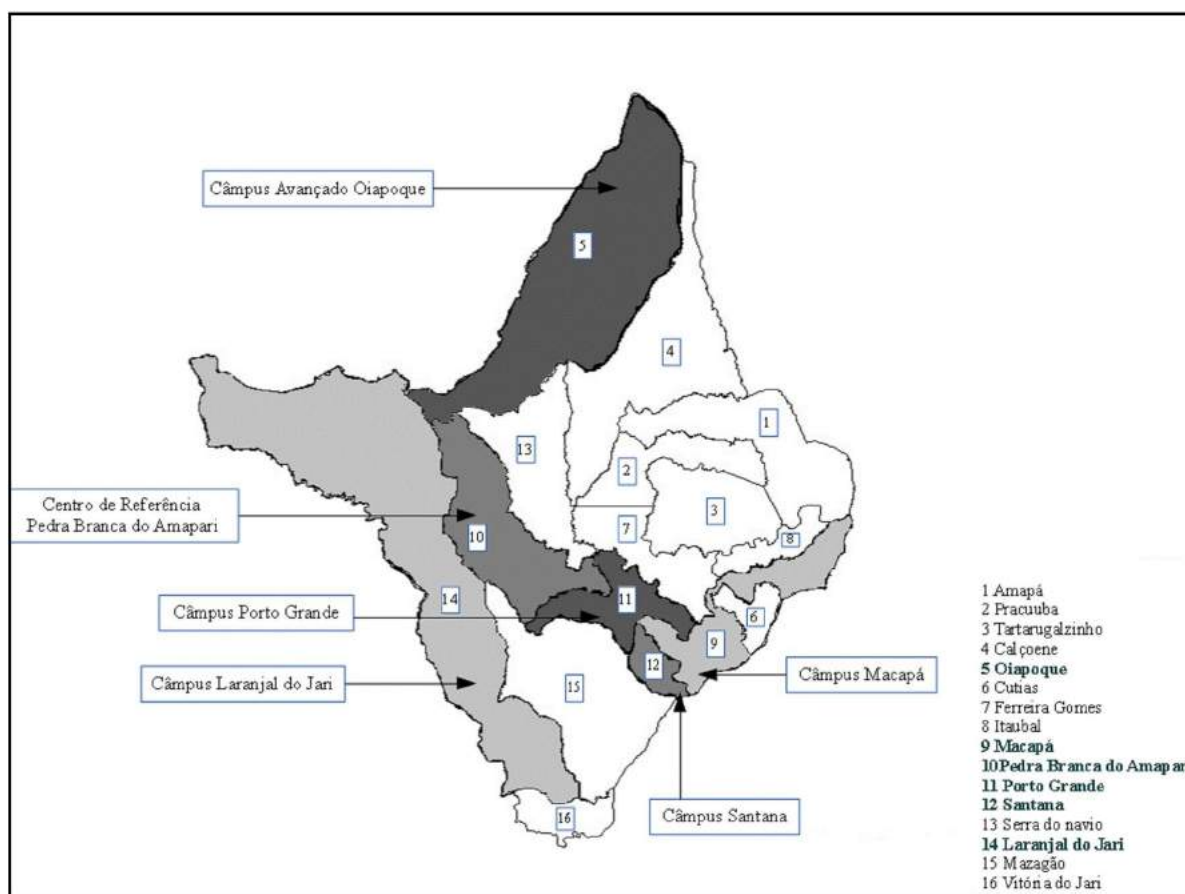 Câmpus Avançado Oiapoque
5
4
1
13
2
3
Centro de Referência
Pedra Branca do Amapari
7
8
10
14
11
Câmpus Porto Grande
6
9
12
Câmpus Laranjal do Jari
15
Câmpus Macapá
Câmpus Santana
16
1 Amapá
2 Pracuuba
3 Tartarugalzinho
4 Calçoene
5 Oiapoque
6 Cutias
7 Ferreira Gomes
8 Itaubal
9 Macapá
10Pedra Branca do Amapari
11 Porto Grande
12 Santana
13 Serra do navio
14 Laranjal do Jari
15 Mazagão
16 Vitória do Jari